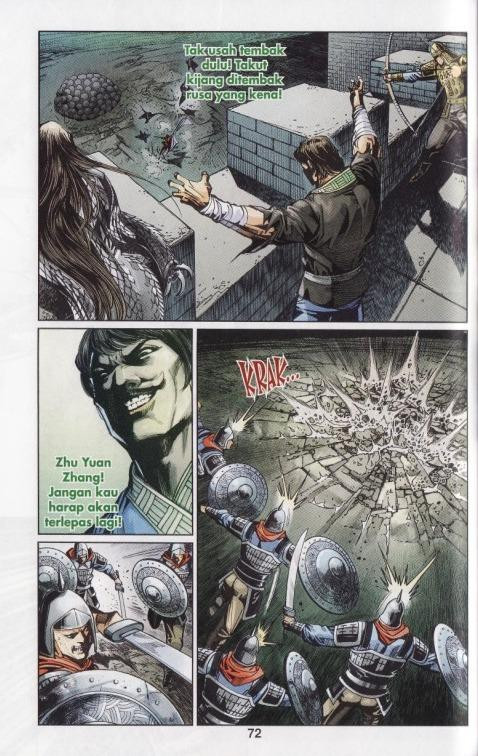 Tak usah tembak
dulu! Takut
kijang ditembak
rusa yang kena!
Zhu Yuan
Zhang!
Jangan kau
harap akan
terlepas lagi!
KRAK...
72